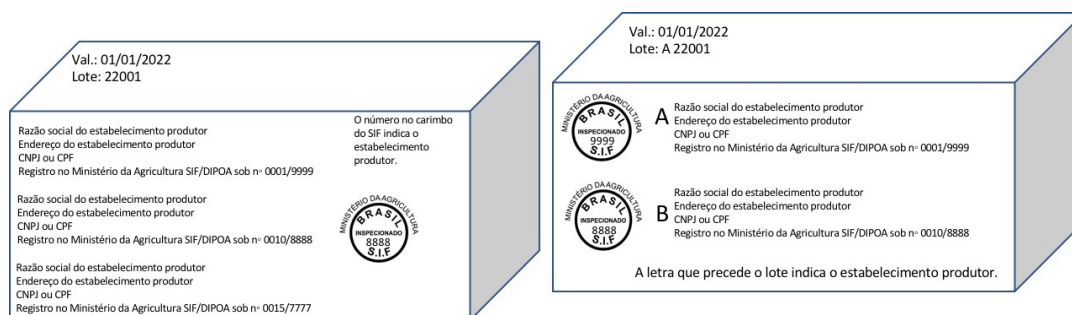 Val.: 01/01/2022
Lote: 22001
Razão social do estabelecimento produtor
Endereço do estabelecimento produtor
CNPJ ou CPF
Registro no Ministério da Agricultura SIF/DIPOA sob nº 0001/9999
Razão social do estabelecimento produtor
Endereço do estabelecimento produtor
CNPJ ou CPF
Registro no Ministério da Agricultura SIF/DIPOA sob nº 0010/8888
Razão social do estabelecimento produtor
Endereço do estabelecimento produtor
CNPJ ou CPF
Registro no Ministério da Agricultura SIF/DIPOA sob nº 0015/7777
O número no carimbo
do SIF indica o
estabelecimento
produtor.
MINISTÉRIO DA AGRICULTURA
BRASIL
INSPECIONADO
8888
S.I.F
Val.: 01/01/2022
Lote: A 22001
MINISTÉRIO DA AGRICULTURA
BRASIL
INSPECIONADO
9999
S.I.F
A
Razão social do estabelecimento produtor
Endereço do estabelecimento produtor
CNPJ ou CPF
Registro no Ministério da Agricultura SIF/DIPOA sob nº 0001/9999
MINISTÉRIO DA AGRICULTURA
BRASIL
INSPECIONADO
8888
S.I.F
B
Razão social do estabelecimento produtor
Endereço do estabelecimento produtor
CNPJ ou CPF
Registro no Ministério da Agricultura SIF/DIPOA sob nº 0010/8888
A letra que precede o lote indica o estabelecimento produtor.